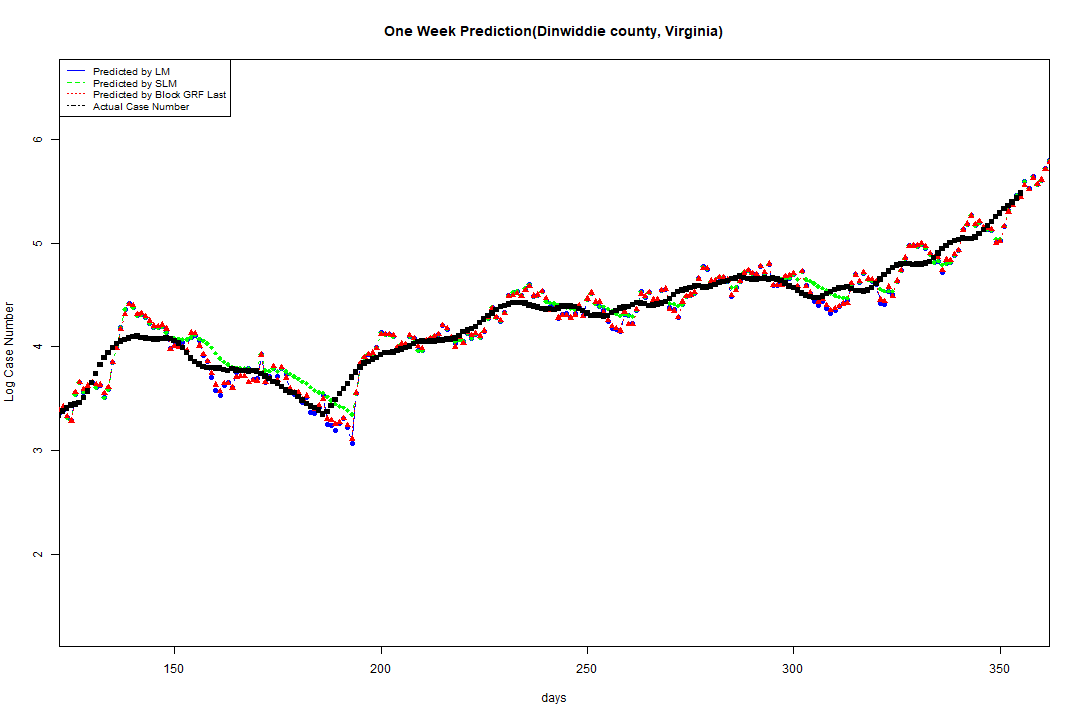 One Week Prediction(Dinwiddie county, Virginia)
Predicted by LM
Predicted by SLM
Predicted by Block GRF Last
Actual Case Number
6
5
4
3
2
Log Case Number
150 200 250 300 350
days